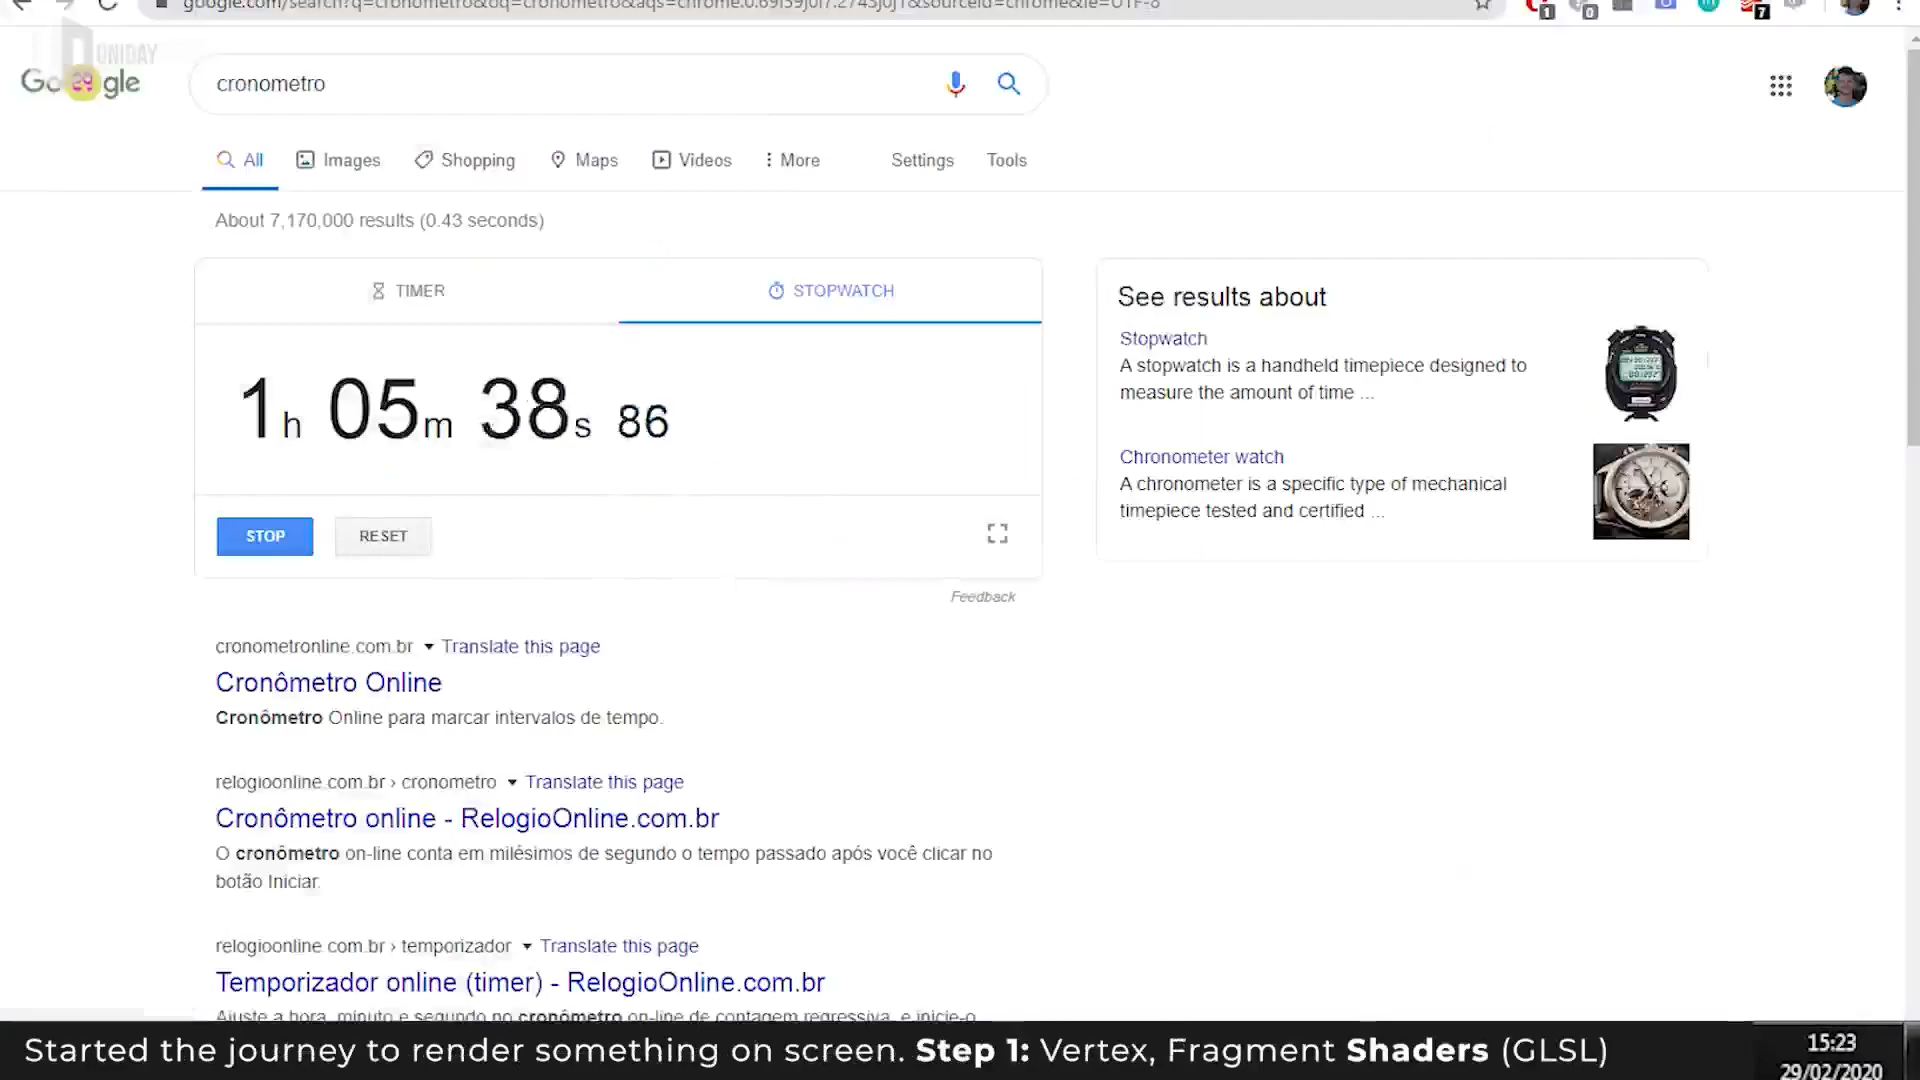 google.com/search?q=cronometro&oq=cronometro&aqs=chrome.0.69i59j0l7.2743j0j1&sourceid=chrome&ie=UTF-8
1 0 7
ONIDAY
Google
cronometro
All Images Shopping Maps Videos More Settings Tools
About 7,170,000 results (0.43 seconds)
TIMER STOPWATCH
1h 05m 38s 86
STOP RESET
Feedback
See results about
Stopwatch
A stopwatch is a handheld timepiece designed to
measure the amount of time ...
Chronometer watch
A chronometer is a specific type of mechanical
timepiece tested and certified ...
cronometronline.com.br Translate this page
Cronômetro Online
Cronômetro Online para marcar intervalos de tempo.
relogioonline.com.br › cronometro Translate this page
Cronômetro online - RelogioOnline.com.br
O cronômetro on-line conta em milésimos de segundo o tempo passado após você clicar no
botão Iniciar.
relogioonline.com.br › temporizador Translate this page
Temporizador online (timer) - RelogioOnline.com.br
Ajuste a hora, minuto e segundo no cronômetro on-line de contagem regressiva, e inicie-o
Started the journey to render something on screen. Step 1: Vertex, Fragment Shaders (GLSL)
15:23
29/02/2020